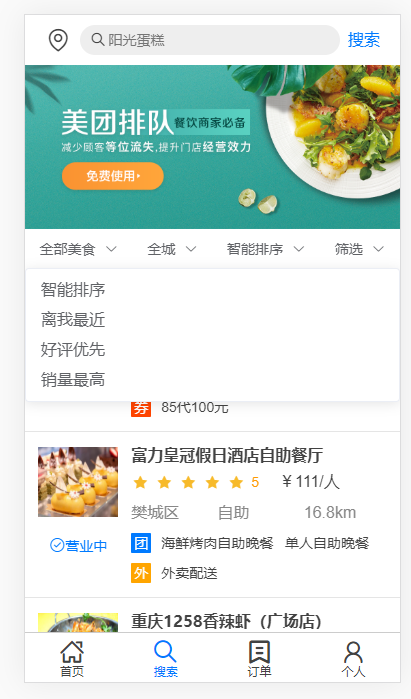 阳光蛋糕 搜索
美团排队 餐饮商家必备
减少顾客等位流失,提升门店经营效力
免费使用
全部美食 全城 智能排序 筛选
智能排序
离我最近
好评优先
销量最高
券 85代100元
富力皇冠假日酒店自助餐厅
5 ￥111/人
樊城区 自助 16.8km
营业中
团 海鲜烤肉自助晚餐 单人自助晚餐
外 外卖配送
重庆1258香辣虾（广场店）
首页 搜索 订单 个人